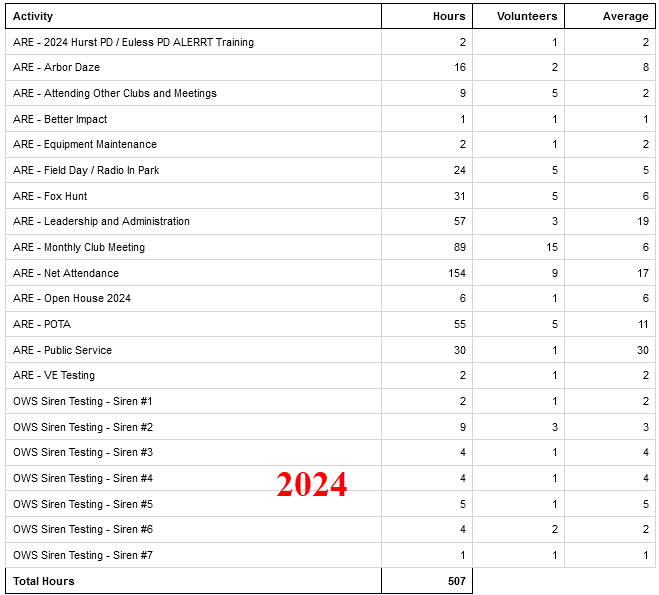 Activity Hours Volunteers Average
ARE - 2024 Hurst PD / Euless PD ALERRT Training 2 1 2
ARE - Arbor Daze 16 2 8
ARE - Attending Other Clubs and Meetings 9 5 2
ARE - Better Impact 1 1 1
ARE - Equipment Maintenance 2 1 2
ARE - Field Day / Radio In Park 24 5 5
ARE - Fox Hunt 31 5 6
ARE - Leadership and Administration 57 3 19
ARE - Monthly Club Meeting 89 15 6
ARE - Net Attendance 154 9 17
ARE - Open House 2024 6 1 6
ARE - POTA 55 5 11
ARE - Public Service 30 1 30
ARE - VE Testing 2 1 2
OWS Siren Testing - Siren #1 2 1 2
OWS Siren Testing - Siren #2 9 3 3
OWS Siren Testing - Siren #3 4 1 4
OWS Siren Testing - Siren #4 4 1 4
2024
OWS Siren Testing - Siren #5 5 1 5
OWS Siren Testing - Siren #6 4 2 2
OWS Siren Testing - Siren #7 1 1 1
Total Hours 507